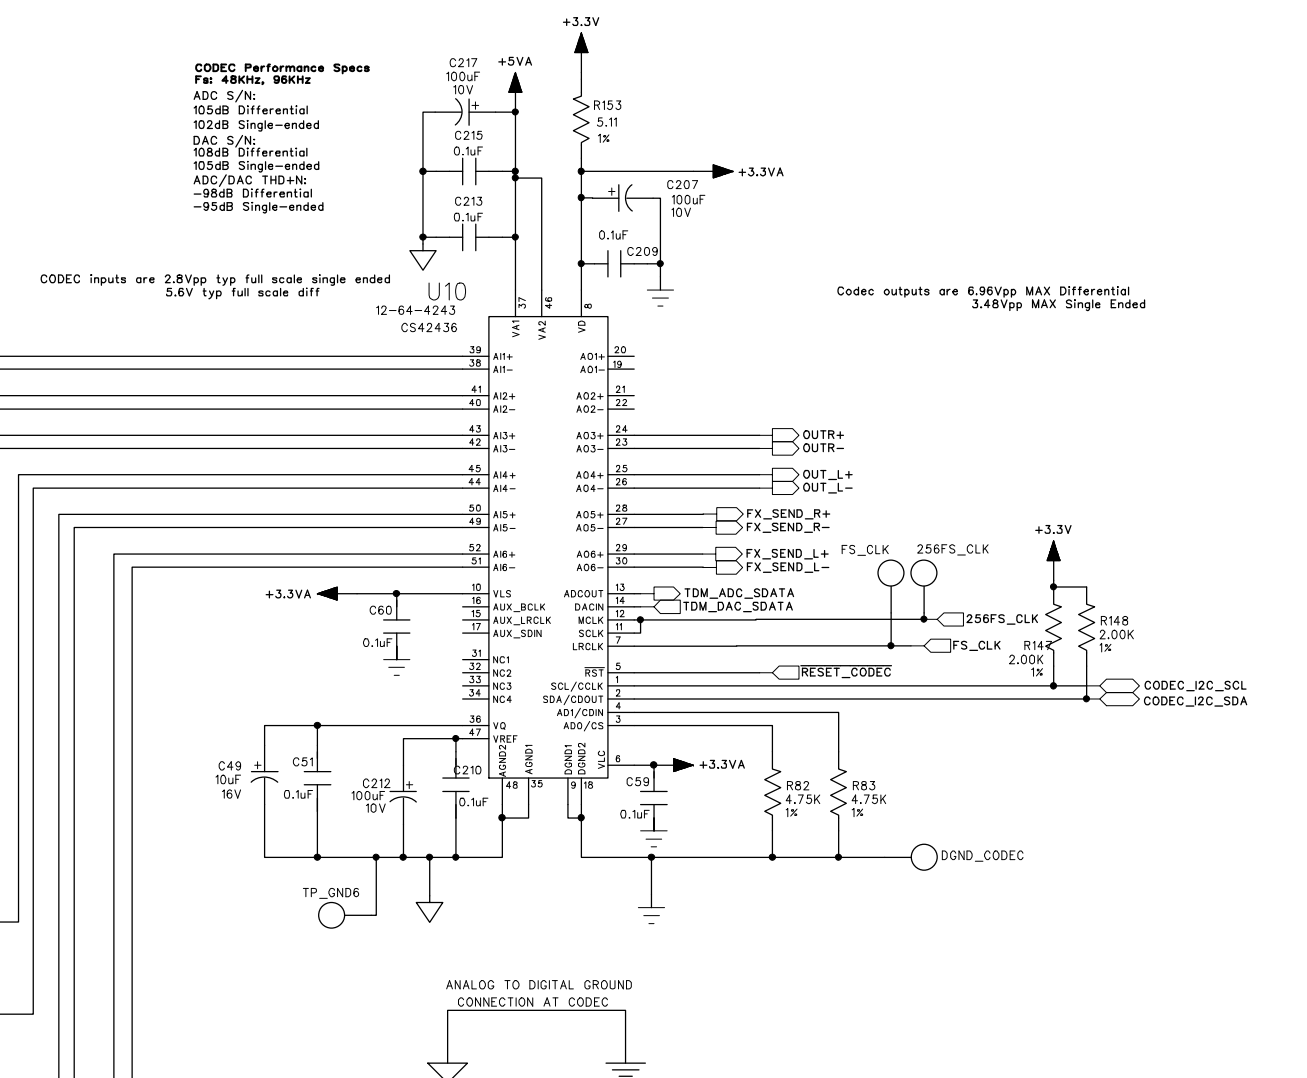 +3.3V
CODEC Performance Specs
Fs: 48KHz, 96KHz
ADC S/N:
105dB Differential
102dB Single-ended
DAC S/N:
108dB Differential
105dB Single-ended
ADC/DAC THD+N:
-98dB Differential
-95dB Single-ended
C217
100uF
10V
+
+5VA
C215
0.1uF
C213
0.1uF
R153
5.11
1%
+3.3VA
+
C207
100uF
10V
0.1uF
C209
CODEC inputs are 2.8Vpp typ full scale single ended
5.6V typ full scale diff
Codec outputs are 6.96Vpp MAX Differential
3.48Vpp MAX Single Ended
U10
12-64-4243
CS42436
37
46
8
VA1
VA2
VD
39 AI1+ AO1+ 20
38 AI1- AO1- 19
41 AI2+ AO2+ 21
40 AI2- AO2- 22
43 AI3+ AO3+ 24 OUTR+
42 AI3- AO3- 23 OUTR-
45 AI4+ AO4+ 25 OUT_L+
44 AI4- AO4- 26 OUT_L-
50 AI5+ AO5+ 28 FX_SEND_R+
49 AI5- AO5- 27 FX_SEND_R-
52 AI6+ AO6+ 29 FX_SEND_L+
51 AI6- AO6- 30 FX_SEND_L-
FS_CLK
256FS_CLK
+3.3V
+3.3VA
10 VLS ADCOUT 13 TDM_ADC_SDATA
16 AUX_BCLK DACIN 14 TDM_DAC_SDATA
15 AUX_LRCLK MCLK 12 256FS_CLK
17 AUX_SDIN SCLK 11
LRCLK 7 FS_CLK
C60
0.1uF
R147
2.00K
1%
R148
2.00K
1%
31 NC1
32 NC2 RST 5 RESET_CODEC
33 NC3 SCL/CCLK 1 CODEC_I2C_SCL
34 NC4 SDA/CDOUT 2 CODEC_I2C_SDA
AD1/CDIN 4
36 VQ AD0/CS 3
47 VREF
AGND2
AGND1
DGND1
DGND2
VLC
6
+3.3VA
48
35
9
18
C49
10uF
16V
+
C51
0.1uF
C212
100uF
10V
+
C210
0.1uF
C59
0.1uF
R82
4.75K
1%
R83
4.75K
1%
DGND_CODEC
TP_GND6
ANALOG TO DIGITAL GROUND
CONNECTION AT CODEC